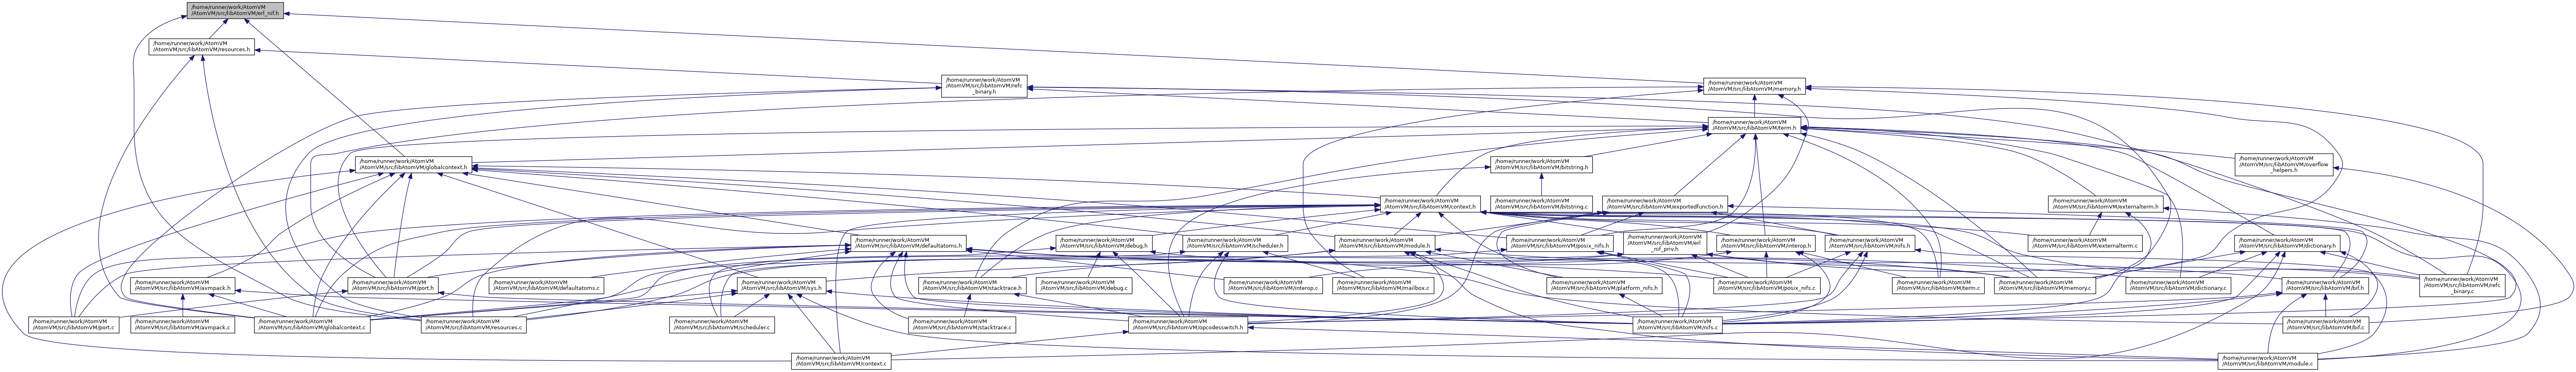 /home/runner/work/AtomVM
/AtomVM/src/libAtomVM/erl_nif.h
/home/runner/work/AtomVM
/AtomVM/src/libAtomVM/resources.h
/home/runner/work/AtomVM
/AtomVM/src/libAtomVM/refc
_binary.h
/home/runner/work/AtomVM
/AtomVM/src/libAtomVM/memory.h
/home/runner/work/AtomVM
/AtomVM/src/libAtomVM/term.h
/home/runner/work/AtomVM
/AtomVM/src/libAtomVM/globalcontext.h
/home/runner/work/AtomVM
/AtomVM/src/libAtomVM/bitstring.h
/home/runner/work/AtomVM
/AtomVM/src/libAtomVM/overflow
_helpers.h
/home/runner/work/AtomVM
/AtomVM/src/libAtomVM/context.h
/home/runner/work/AtomVM
/AtomVM/src/libAtomVM/bitstring.c
/home/runner/work/AtomVM
/AtomVM/src/libAtomVM/exportedfunction.h
/home/runner/work/AtomVM
/AtomVM/src/libAtomVM/externalterm.h
/home/runner/work/AtomVM
/AtomVM/src/libAtomVM/defaultatoms.h
/home/runner/work/AtomVM
/AtomVM/src/libAtomVM/debug.h
/home/runner/work/AtomVM
/AtomVM/src/libAtomVM/scheduler.h
/home/runner/work/AtomVM
/AtomVM/src/libAtomVM/module.h
/home/runner/work/AtomVM
/AtomVM/src/libAtomVM/posix_nifs.h
/home/runner/work/AtomVM
/AtomVM/src/libAtomVM/erl
_nif_priv.h
/home/runner/work/AtomVM
/AtomVM/src/libAtomVM/interop.h
/home/runner/work/AtomVM
/AtomVM/src/libAtomVM/nifs.h
/home/runner/work/AtomVM
/AtomVM/src/libAtomVM/externalterm.c
/home/runner/work/AtomVM
/AtomVM/src/libAtomVM/dictionary.h
/home/runner/work/AtomVM
/AtomVM/src/libAtomVM/avmpack.h
/home/runner/work/AtomVM
/AtomVM/src/libAtomVM/port.h
/home/runner/work/AtomVM
/AtomVM/src/libAtomVM/defaultatoms.c
/home/runner/work/AtomVM
/AtomVM/src/libAtomVM/sys.h
/home/runner/work/AtomVM
/AtomVM/src/libAtomVM/stacktrace.h
/home/runner/work/AtomVM
/AtomVM/src/libAtomVM/debug.c
/home/runner/work/AtomVM
/AtomVM/src/libAtomVM/interop.c
/home/runner/work/AtomVM
/AtomVM/src/libAtomVM/mailbox.c
/home/runner/work/AtomVM
/AtomVM/src/libAtomVM/platform_nifs.h
/home/runner/work/AtomVM
/AtomVM/src/libAtomVM/posix_nifs.c
/home/runner/work/AtomVM
/AtomVM/src/libAtomVM/term.c
/home/runner/work/AtomVM
/AtomVM/src/libAtomVM/memory.c
/home/runner/work/AtomVM
/AtomVM/src/libAtomVM/dictionary.c
/home/runner/work/AtomVM
/AtomVM/src/libAtomVM/bif.h
/home/runner/work/AtomVM
/AtomVM/src/libAtomVM/refc
_binary.c
/home/runner/work/AtomVM
/AtomVM/src/libAtomVM/port.c
/home/runner/work/AtomVM
/AtomVM/src/libAtomVM/avmpack.c
/home/runner/work/AtomVM
/AtomVM/src/libAtomVM/globalcontext.c
/home/runner/work/AtomVM
/AtomVM/src/libAtomVM/resources.c
/home/runner/work/AtomVM
/AtomVM/src/libAtomVM/scheduler.c
/home/runner/work/AtomVM
/AtomVM/src/libAtomVM/stacktrace.c
/home/runner/work/AtomVM
/AtomVM/src/libAtomVM/opcodesswitch.h
/home/runner/work/AtomVM
/AtomVM/src/libAtomVM/nifs.c
/home/runner/work/AtomVM
/AtomVM/src/libAtomVM/bif.c
/home/runner/work/AtomVM
/AtomVM/src/libAtomVM/context.c
/home/runner/work/AtomVM
/AtomVM/src/libAtomVM/module.c